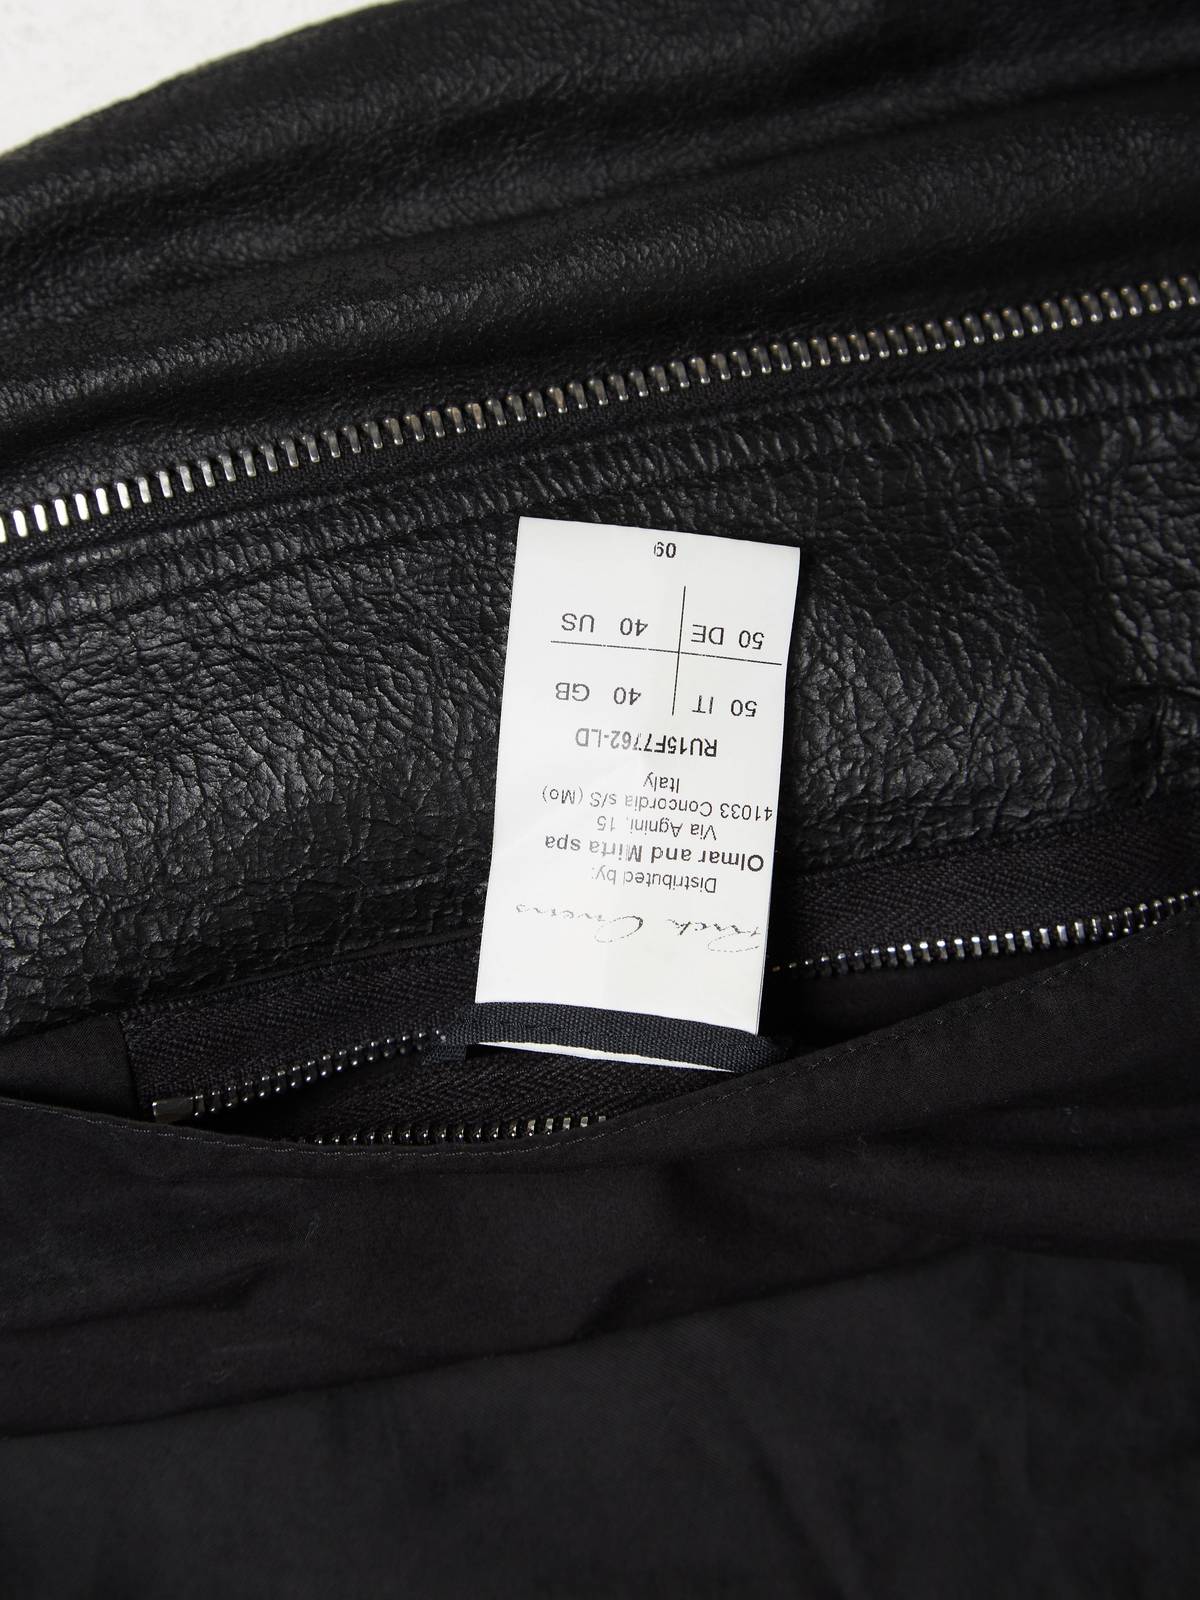 Rick Owens
Distributed by:
Olmar and Mirta spa
Via Agnini, 15
41033 Concordia s/S (Mo)
Italy
RU15F7762-LD
50 IT 40 GB
50 DE 40 US
09